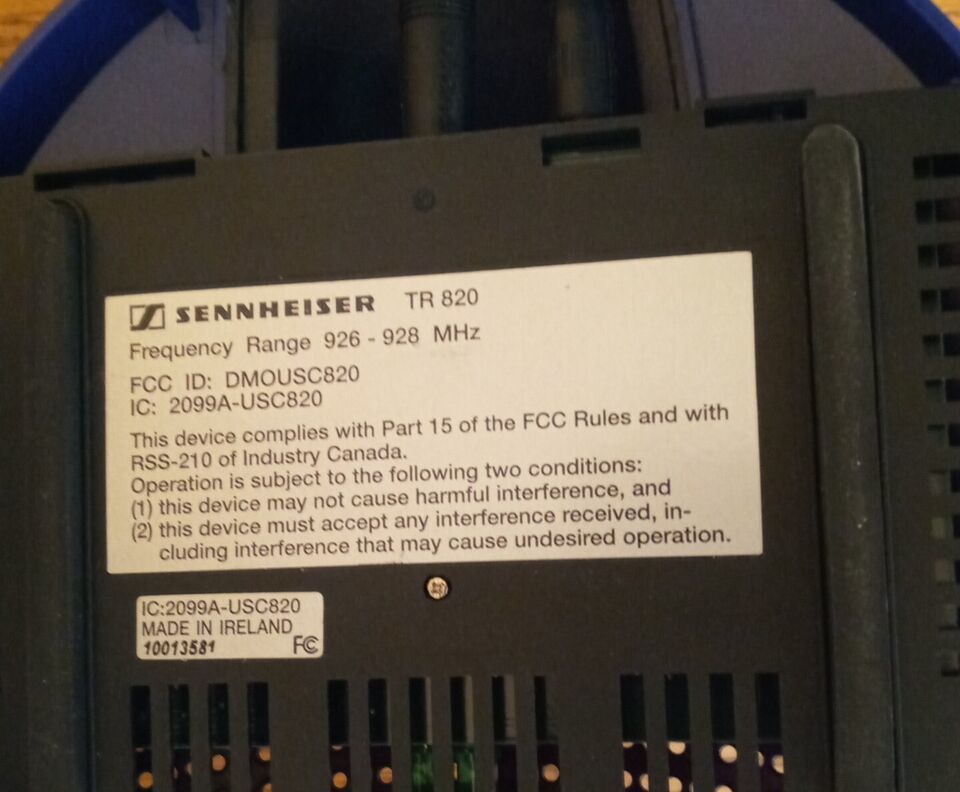 SENNHEISER TR 820
Frequency Range 926 - 928 MHz
FCC ID: DMOUSC820
IC: 2099A-USC820
This device complies with Part 15 of the FCC Rules and with
RSS-210 of Industry Canada.
Operation is subject to the following two conditions:
(1) this device may not cause harmful interference, and
(2) this device must accept any interference received, in-
cluding interference that may cause undesired operation.
IC:2099A-USC820
MADE IN IRELAND
10013581 FC